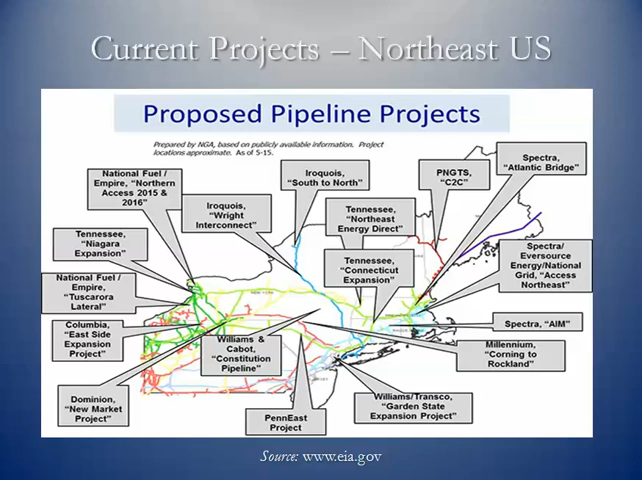 Current Projects – Northeast US
Proposed Pipeline Projects
Prepared by NGA, based on publicly available information. Project
locations approximate. As of 5-15.
National Fuel /
Empire, “Northern
Access 2015 &
2016”
Iroquois,
“South to North”
PNGTS,
“C2C”
Spectra,
“Atlantic Bridge”
Iroquois,
“Wright
Interconnect”
Tennessee,
“Northeast
Energy Direct”
Tennessee,
“Niagara
Expansion”
Tennessee,
“Connecticut
Expansion”
Spectra/
Eversource
Energy/National
Grid, “Access
Northeast”
National Fuel /
Empire,
“Tuscarora
Lateral”
NEW YORK
Columbia,
“East Side
Expansion
Project”
Williams &
Cabot,
“Constitution
Pipeline”
Spectra, “AIM”
Millennium,
“Corning to
Rockland”
Dominion,
“New Market
Project”
PennEast
Project
Williams/Transco,
“Garden State
Expansion Project”
Source: www.eia.gov